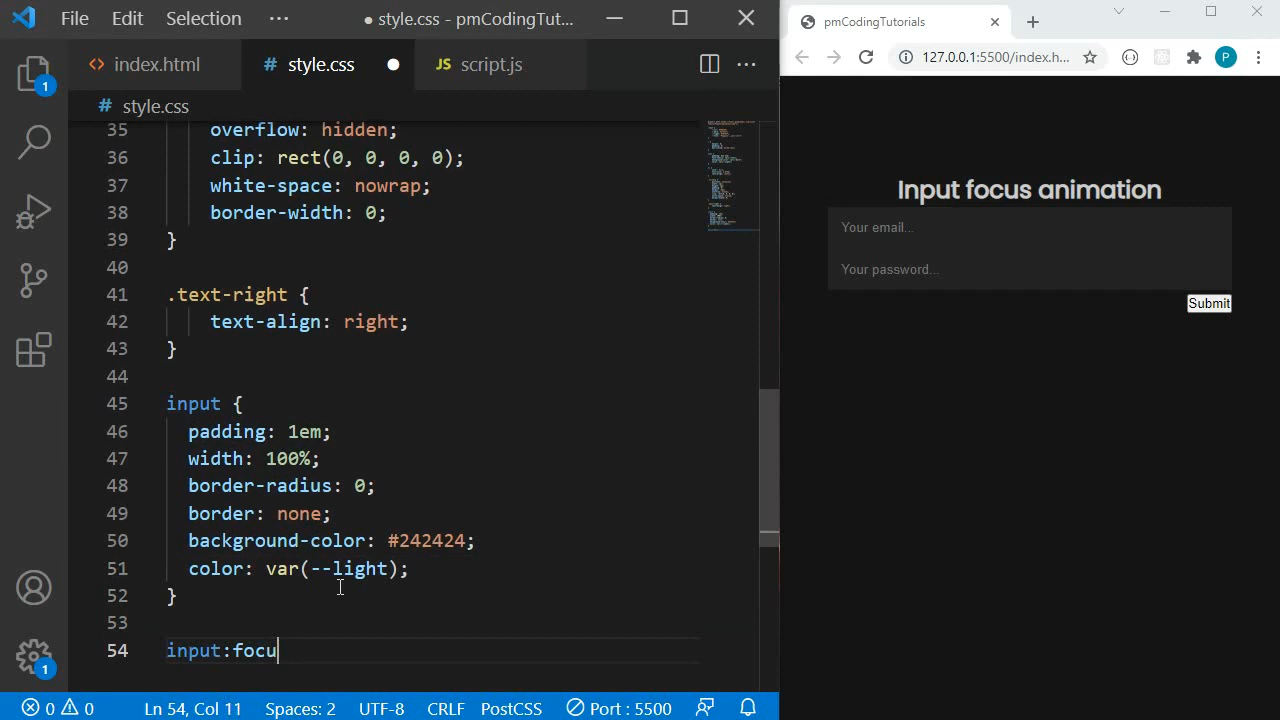 File Edit Selection ··· ● style.css - pmCodingTut...
index.html # style.css ● JS script.js ···
# style.css
35 overflow: hidden;
36 clip: rect(0, 0, 0, 0);
37 white-space: nowrap;
38 border-width: 0;
39 }
40
41 .text-right {
42 text-align: right;
43 }
44
45 input {
46 padding: 1em;
47 width: 100%;
48 border-radius: 0;
49 border: none;
50 background-color: #242424;
51 color: var(--light);
52 }
53
54 input:focu
1
1
0 0 Ln 54, Col 11 Spaces: 2 UTF-8 CRLF PostCSS Port : 5500
pmCodingTutorials
127.0.0.1:5500/index.h... P
Input focus animation
Your email...
Your password...
Submit